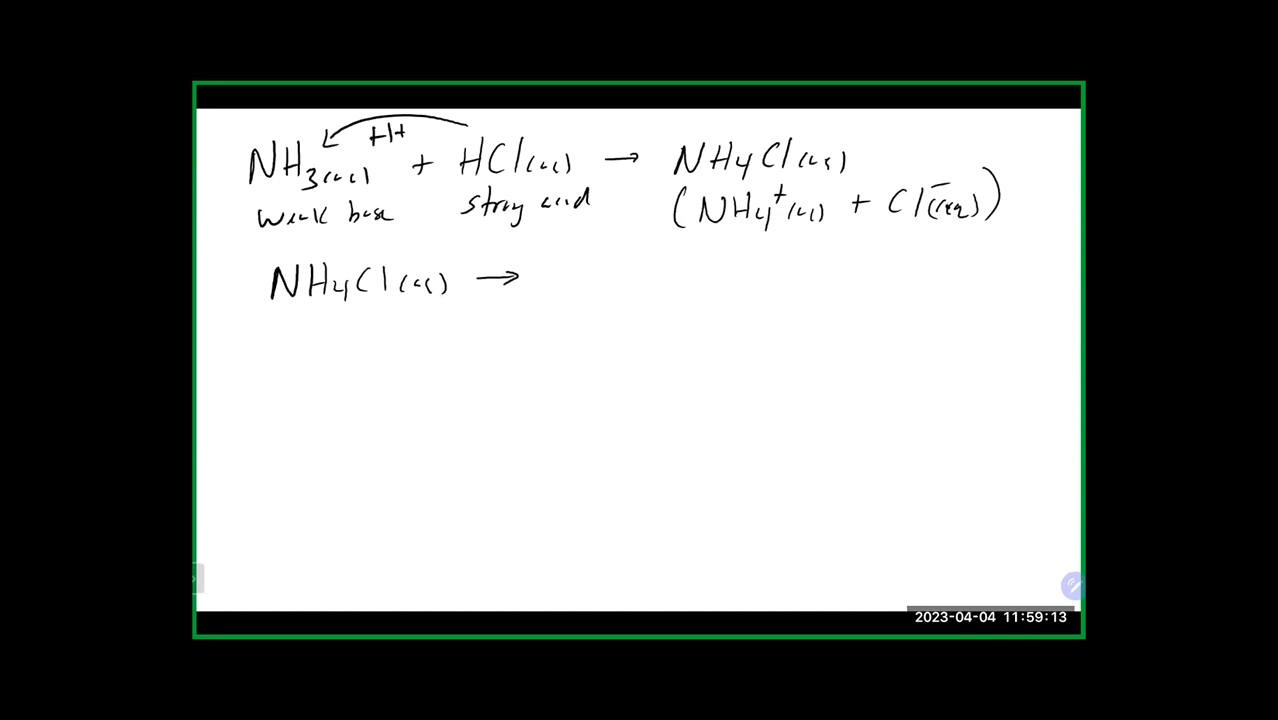 H+
NH3(aq) + HCl(aq) → NH4Cl(aq)
weak base strong acid (NH4+(aq) + Cl-(aq))
NH4Cl(aq) →
2023-04-04 11:59:13